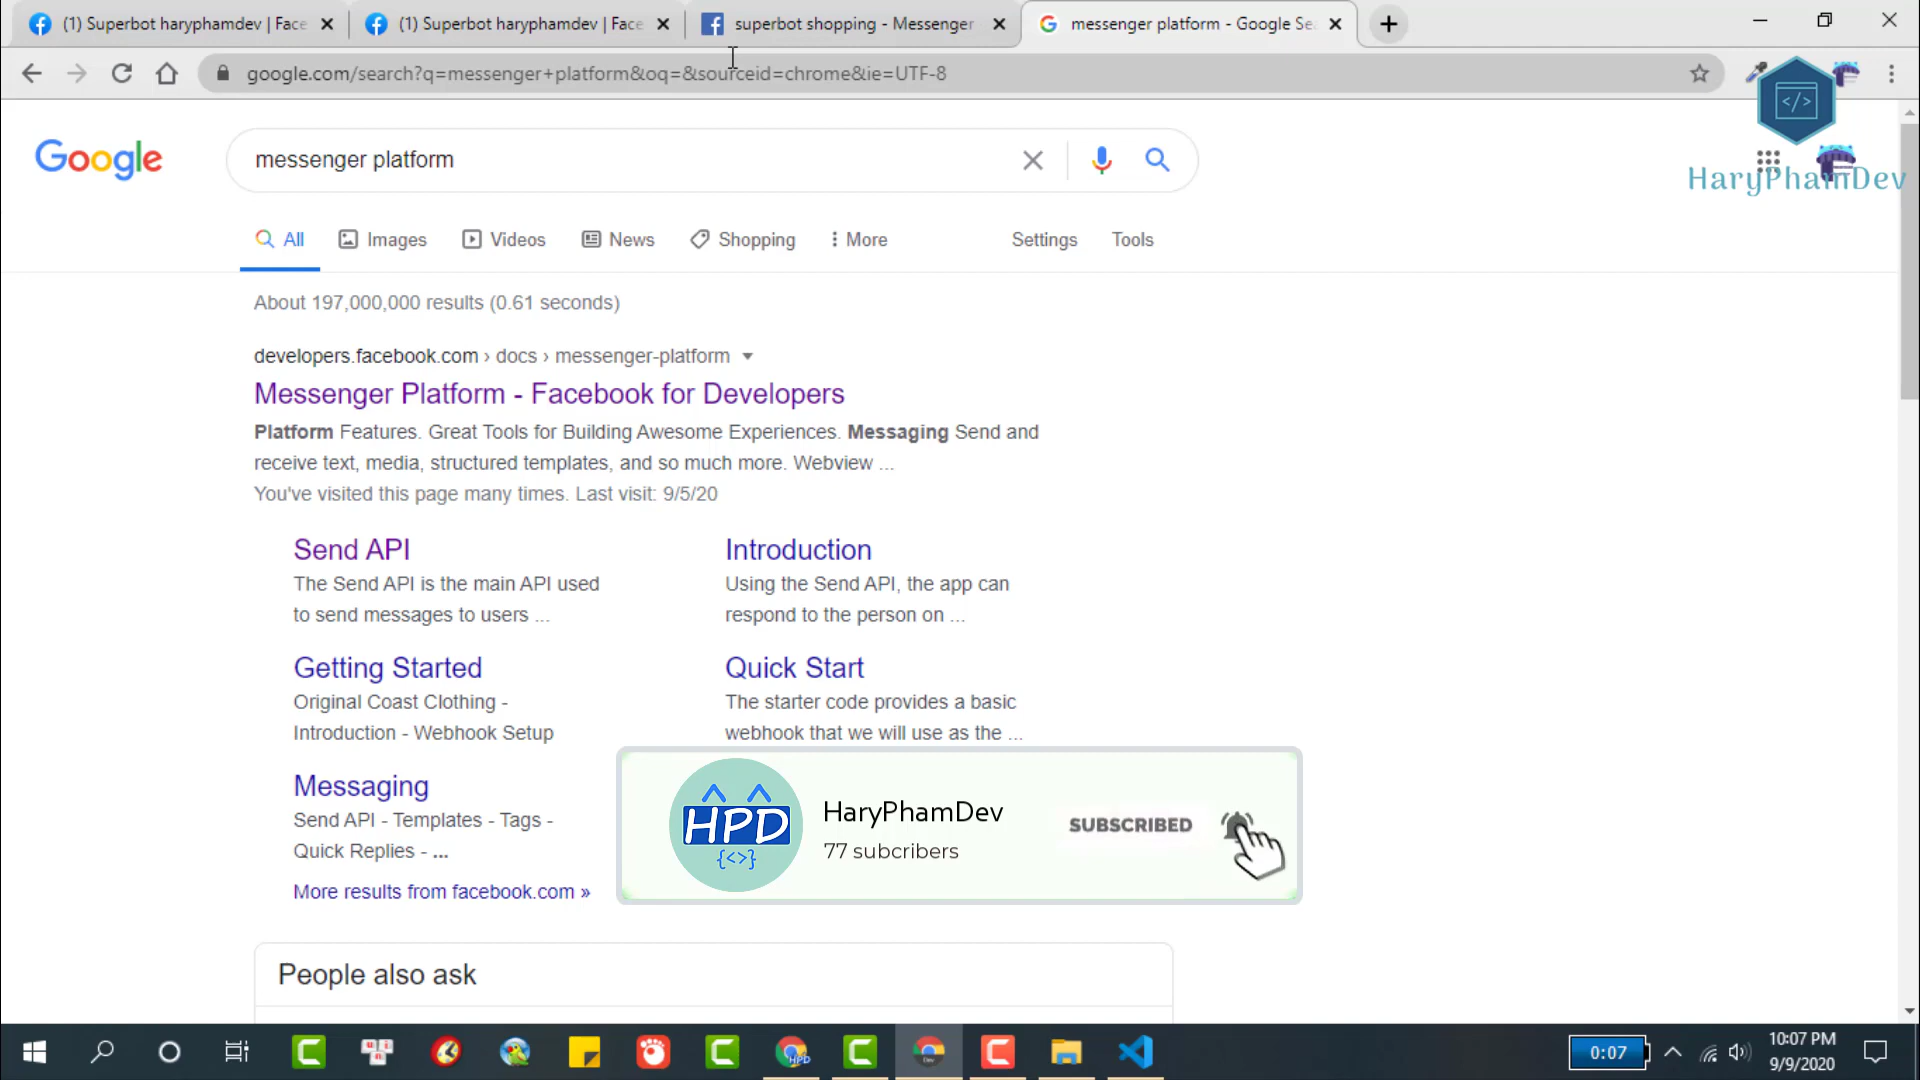 (1) Superbot haryphamdev | Face
(1) Superbot haryphamdev | Face
superbot shopping - Messenger
messenger platform - Google Sea
google.com/search?q=messenger+platform&oq=&sourceid=chrome&ie=UTF-8
</>
HaryPhamDev
Google
messenger platform
All
Images
Videos
News
Shopping
More
Settings
Tools
About 197,000,000 results (0.61 seconds)
developers.facebook.com › docs › messenger-platform
Messenger Platform - Facebook for Developers
Platform Features. Great Tools for Building Awesome Experiences. Messaging Send and
receive text, media, structured templates, and so much more. Webview ...
You've visited this page many times. Last visit: 9/5/20
Send API
The Send API is the main API used
to send messages to users ...
Introduction
Using the Send API, the app can
respond to the person on ...
Getting Started
Original Coast Clothing -
Introduction - Webhook Setup
Quick Start
The starter code provides a basic
webhook that we will use as the ...
Messaging
Send API - Templates - Tags -
Quick Replies - ...
More results from facebook.com »
HPD
{<>}
HaryPhamDev
77 subcribers
SUBSCRIBED
People also ask
0:07
10:07 PM
9/9/2020